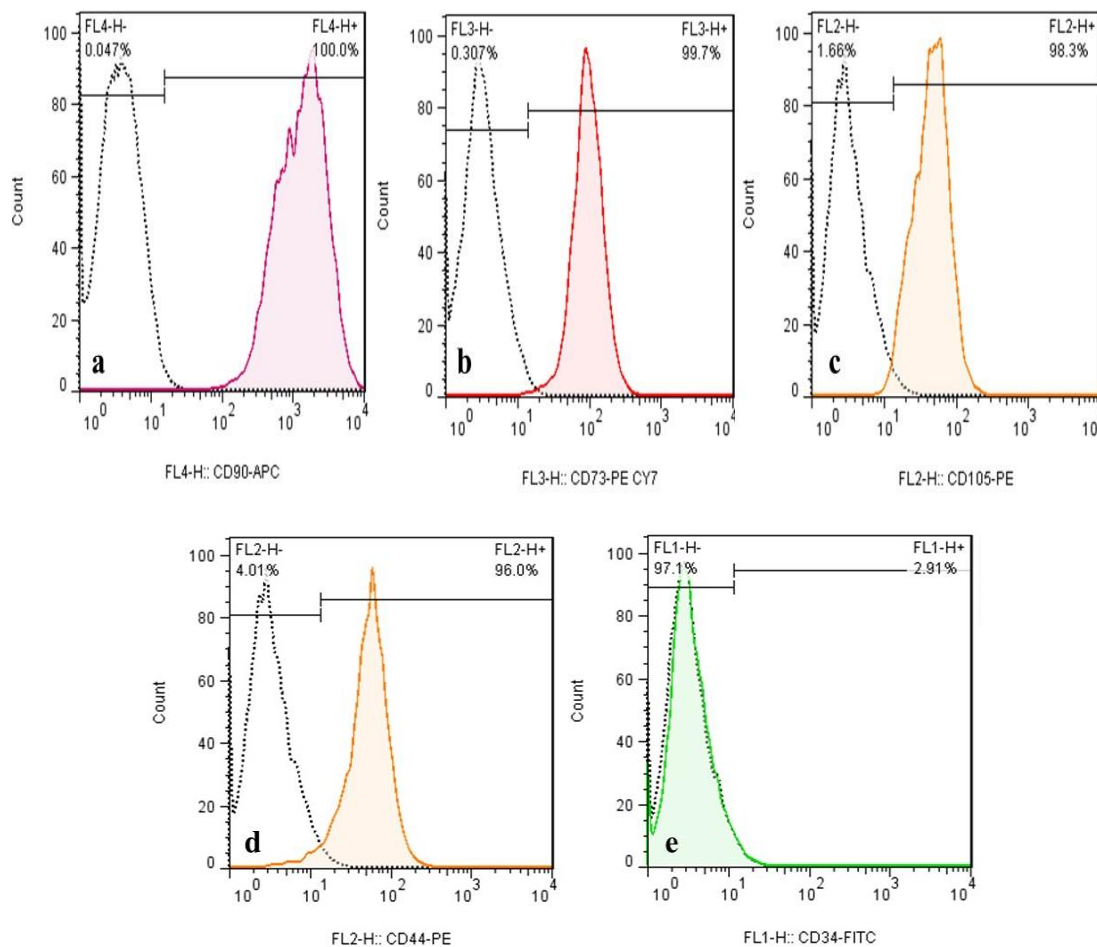 FL4-H- FL4-H+
0.047% 100.0%
100
80
60
40
20
0
Count
a
10^0 10^1 10^2 10^3 10^4
FL4-H:: CD90-APC
FL3-H- FL3-H+
0.307% 99.7%
100
80
60
40
20
0
Count
b
10^0 10^1 10^2 10^3 10^4
FL3-H:: CD73-PE CY7
FL2-H- FL2-H+
1.66% 98.3%
100
80
60
40
20
0
Count
c
10^0 10^1 10^2 10^3 10^4
FL2-H:: CD105-PE
FL2-H- FL2-H+
4.01% 96.0%
100
80
60
40
20
0
Count
d
10^0 10^1 10^2 10^3 10^4
FL2-H:: CD44-PE
FL1-H- FL1-H+
97.1% 2.91%
100
80
60
40
20
0
Count
e
10^0 10^1 10^2 10^3 10^4
FL1-H:: CD34-FITC